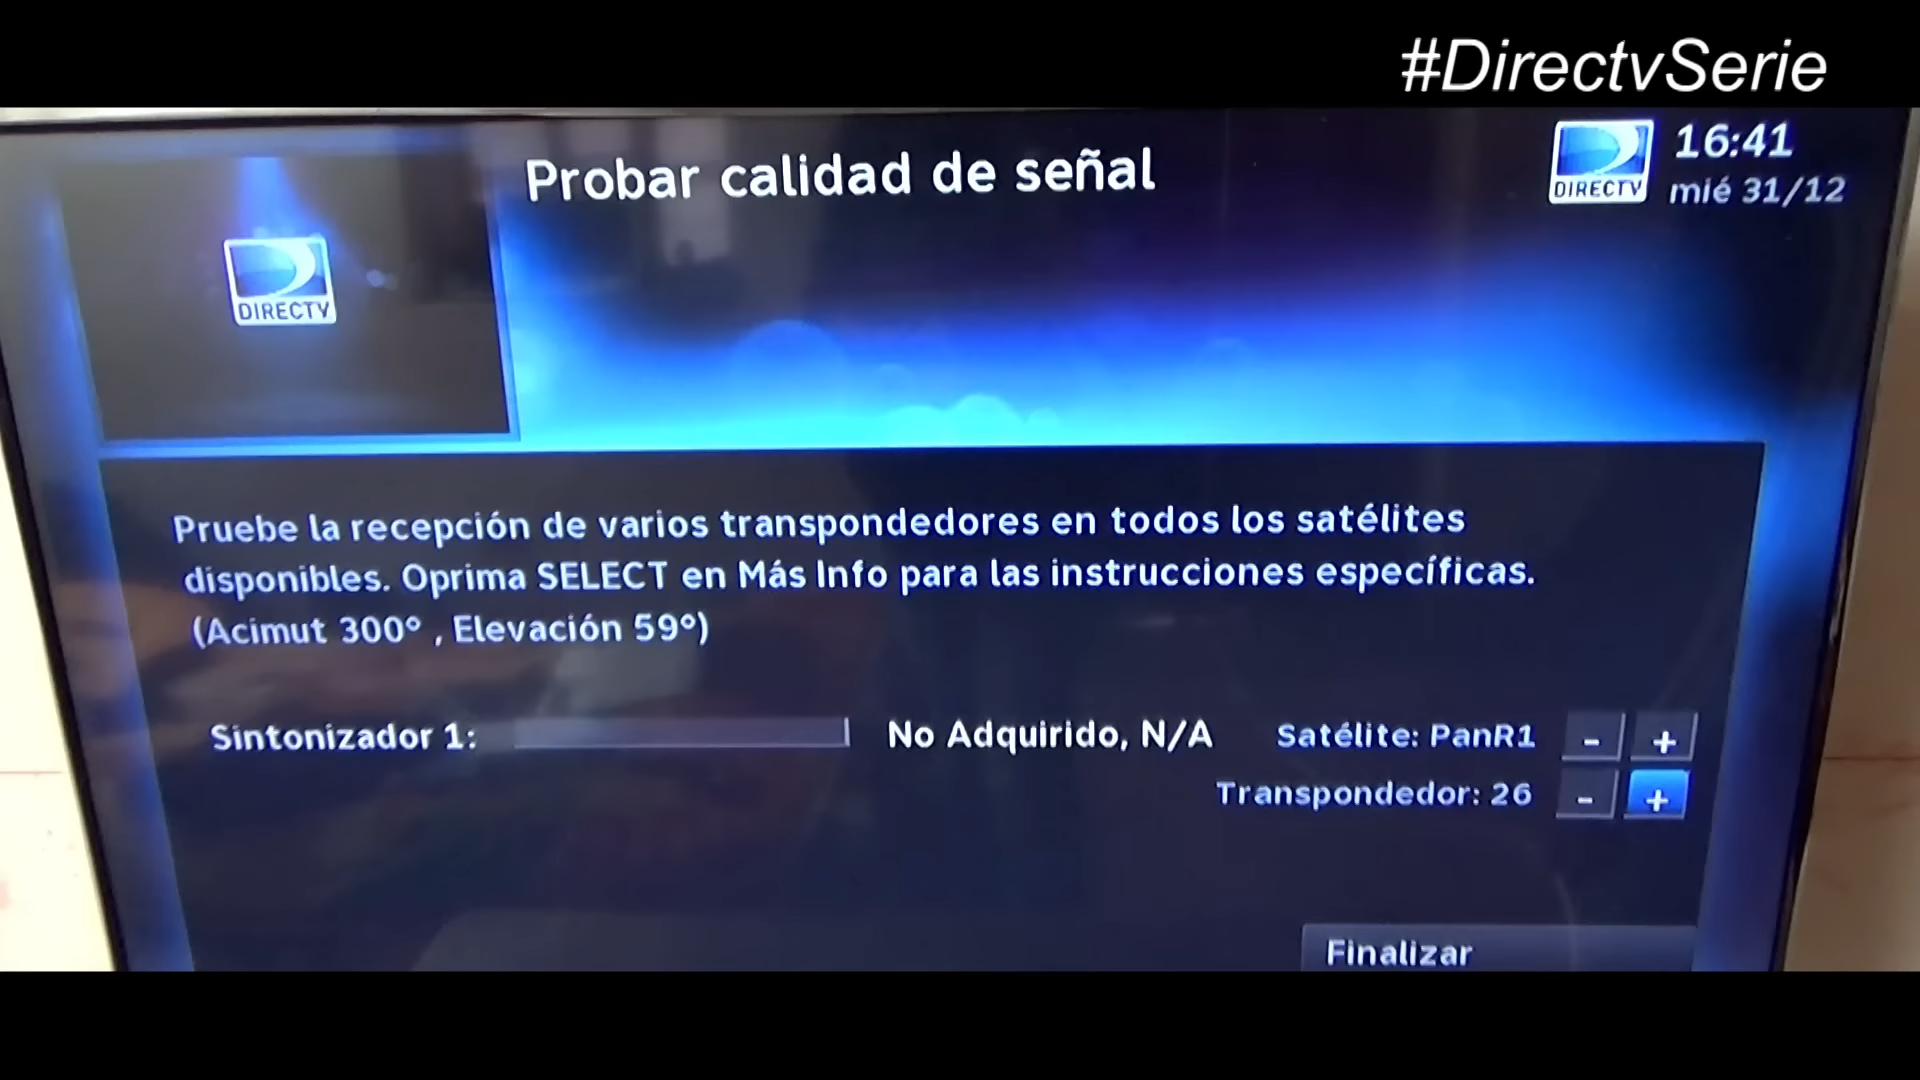 #DirectvSerie
Probar calidad de señal
DIRECTV
16:41
mié 31/12
DIRECTV
Pruebe la recepción de varios transpondedores en todos los satélites
disponibles. Oprima SELECT en Más Info para las instrucciones específicas.
(Acimut 300° , Elevación 59°)
Sintonizador 1:
No Adquirido, N/A
Satélite: PanR1
- +
Transpondedor: 26
- +
Finalizar